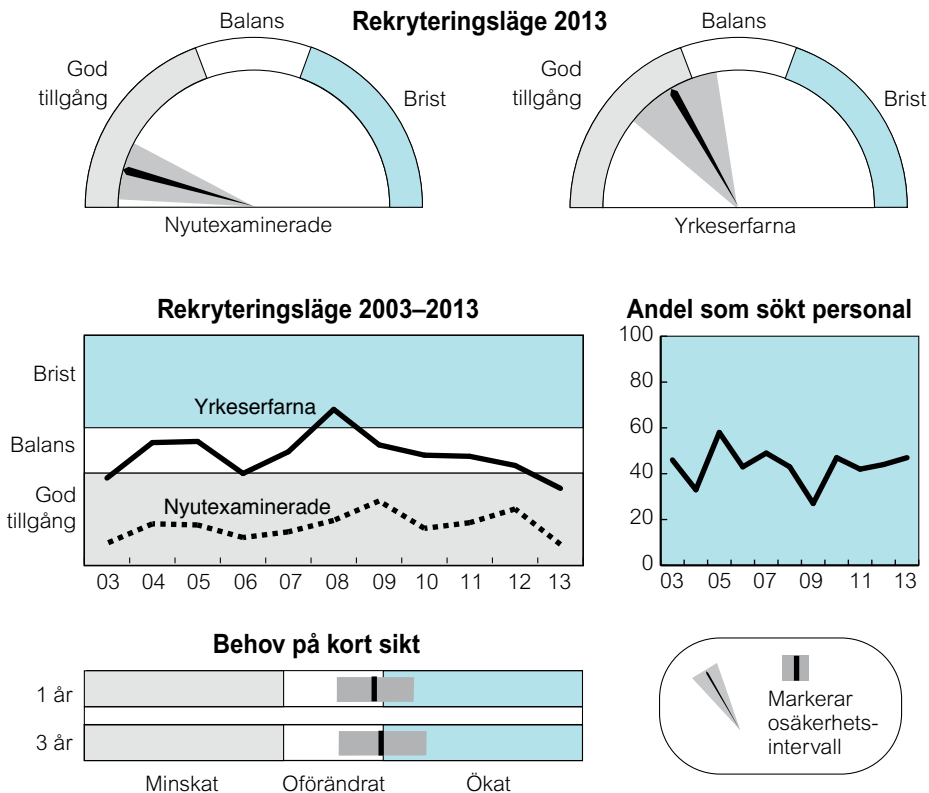 Rekryteringsläge 2013
Balans
God
tillgång
Brist
Nyutexaminerade
Balans
God
tillgång
Brist
Yrkeserfarna
Rekryteringsläge 2003–2013
Brist
Balans
God
tillgång
Yrkeserfarna
Nyutexaminerade
03 04 05 06 07 08 09 10 11 12 13
Andel som sökt personal
100
80
60
40
20
0
03 05 07 09 11 13
Behov på kort sikt
1 år
3 år
Minskat Oförändrat Ökat
Markerar
osäkerhets-
intervall